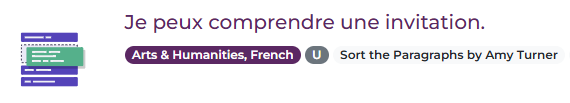 Je peux comprendre une invitation.
Arts & Humanities, French U Sort the Paragraphs by Amy Turner